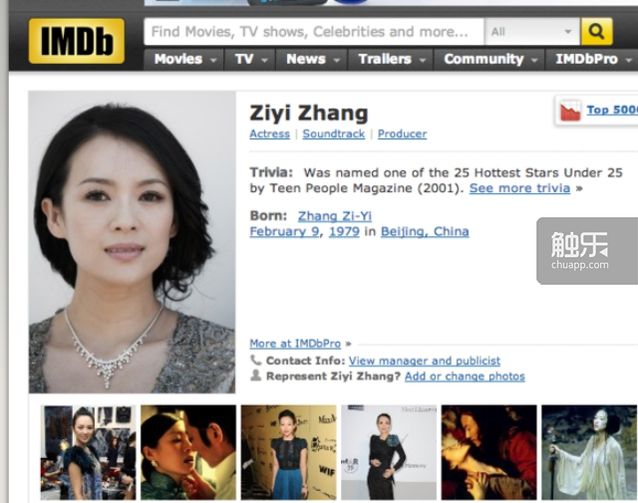 IMDb
Find Movies, TV shows, Celebrities and more...
All
Movies
TV
News
Trailers
Community
IMDbPro
Ziyi Zhang
Top 500
Actress | Soundtrack | Producer
Trivia: Was named one of the 25 Hottest Stars Under 25
by Teen People Magazine (2001). See more trivia »
Born: Zhang Zi-Yi
February 9, 1979 in Beijing, China
触乐
chuapp.com
More at IMDbPro »
Contact Info: View manager and publicist
Represent Ziyi Zhang? Add or change photos
WIF